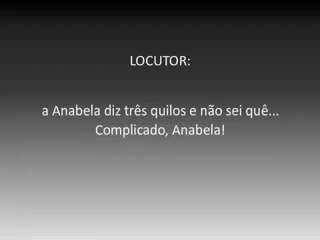 LOCUTOR:
a Anabela diz três quilos e não sei quê...
Complicado, Anabela!